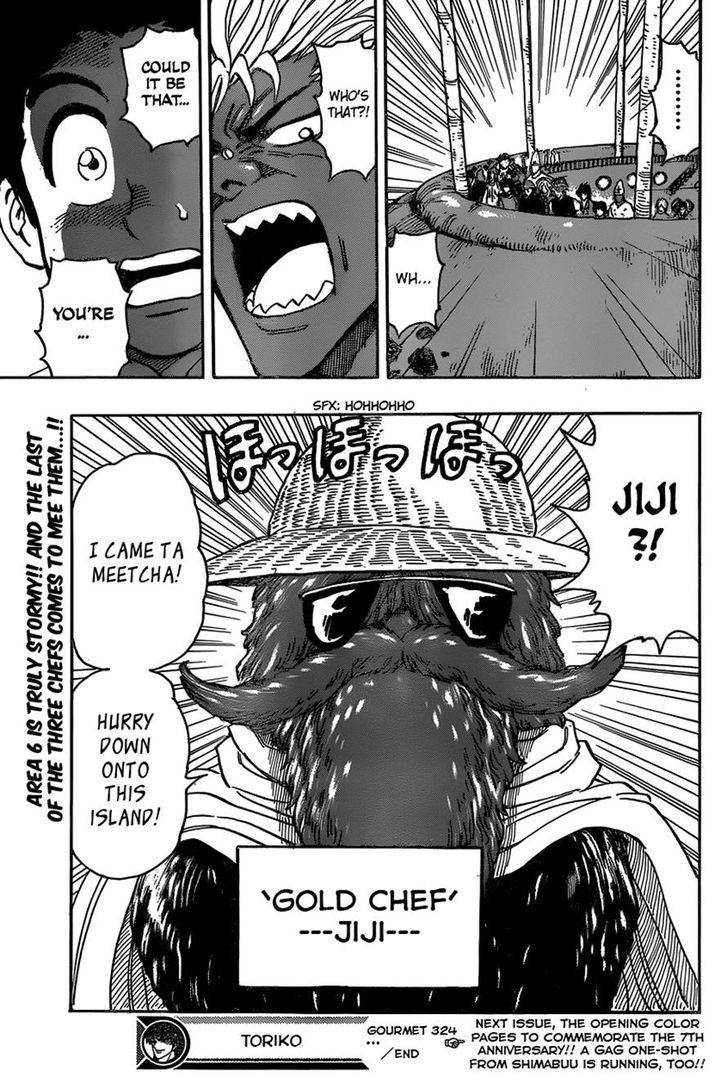 ………
WH...
WHO'S
THAT?!
COULD
IT BE
THAT...
YOU'RE
...
SFX: HOHHOHHO
ほっほっほっ
JIJI
?!
I CAME TA
MEETCHA!
HURRY
DOWN
ONTO
THIS
ISLAND!
'GOLD CHEF'
---JIJI---
AREA 6 IS TRULY STORMY!! AND THE LAST
OF THE THREE CHEFS COMES TO MEE THEM...!!
TORIKO
GOURMET 324
...
/END
NEXT ISSUE, THE OPENING COLOR
PAGES TO COMMEMORATE THE 7TH
ANNIVERSARY!! A GAG ONE-SHOT
FROM SHIMABUU IS RUNNING, TOO!!